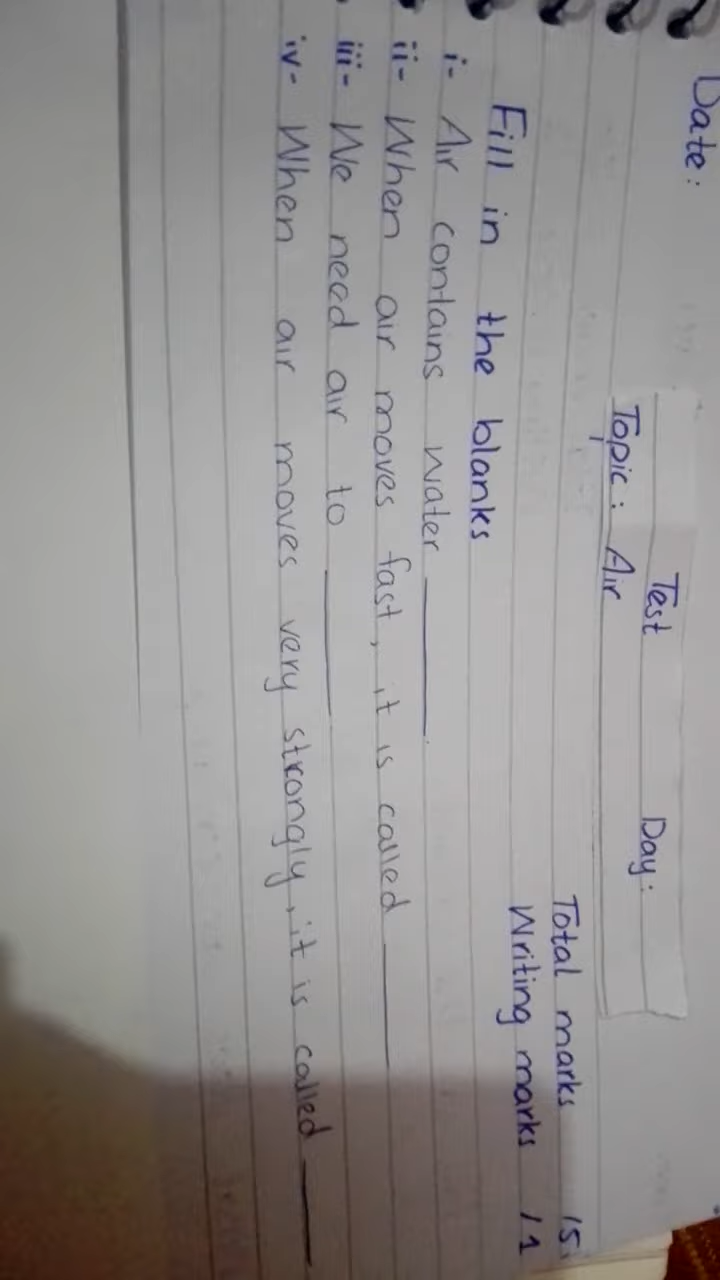 Date:
Test Day:
Topic: Air
Total marks /5
Writing marks /1
Fill in the blanks
i- Air contains water ______.
ii- When air moves fast, it is called ______
iii- We need air to ______
iv- When air moves very strongly, it is called ______